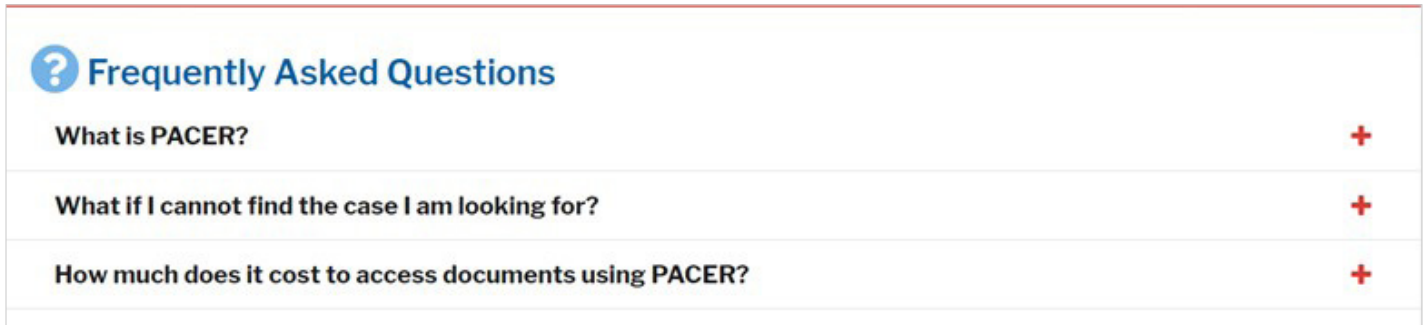 Frequently Asked Questions
What is PACER?
What if I cannot find the case I am looking for?
How much does it cost to access documents using PACER?